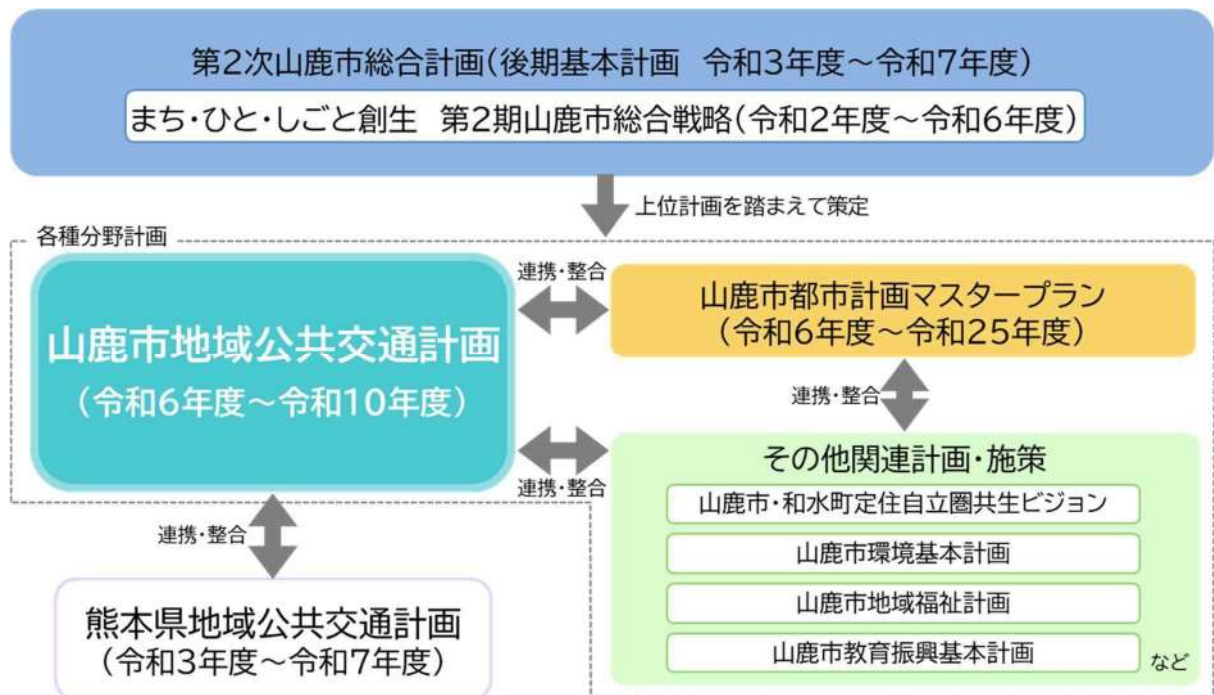 第2次山鹿市総合計画(後期基本計画　令和3年度～令和7年度)
まち・ひと・しごと創生　第2期山鹿市総合戦略(令和2年度～令和6年度)
上位計画を踏まえて策定
各種分野計画
山鹿市地域公共交通計画
(令和6年度～令和10年度)
連携・整合
山鹿市都市計画マスタープラン
(令和6年度～令和25年度)
連携・整合
連携・整合
その他関連計画・施策
山鹿市・和水町定住自立圏共生ビジョン
山鹿市環境基本計画
山鹿市地域福祉計画
山鹿市教育振興基本計画
など
連携・整合
熊本県地域公共交通計画
(令和3年度～令和7年度)